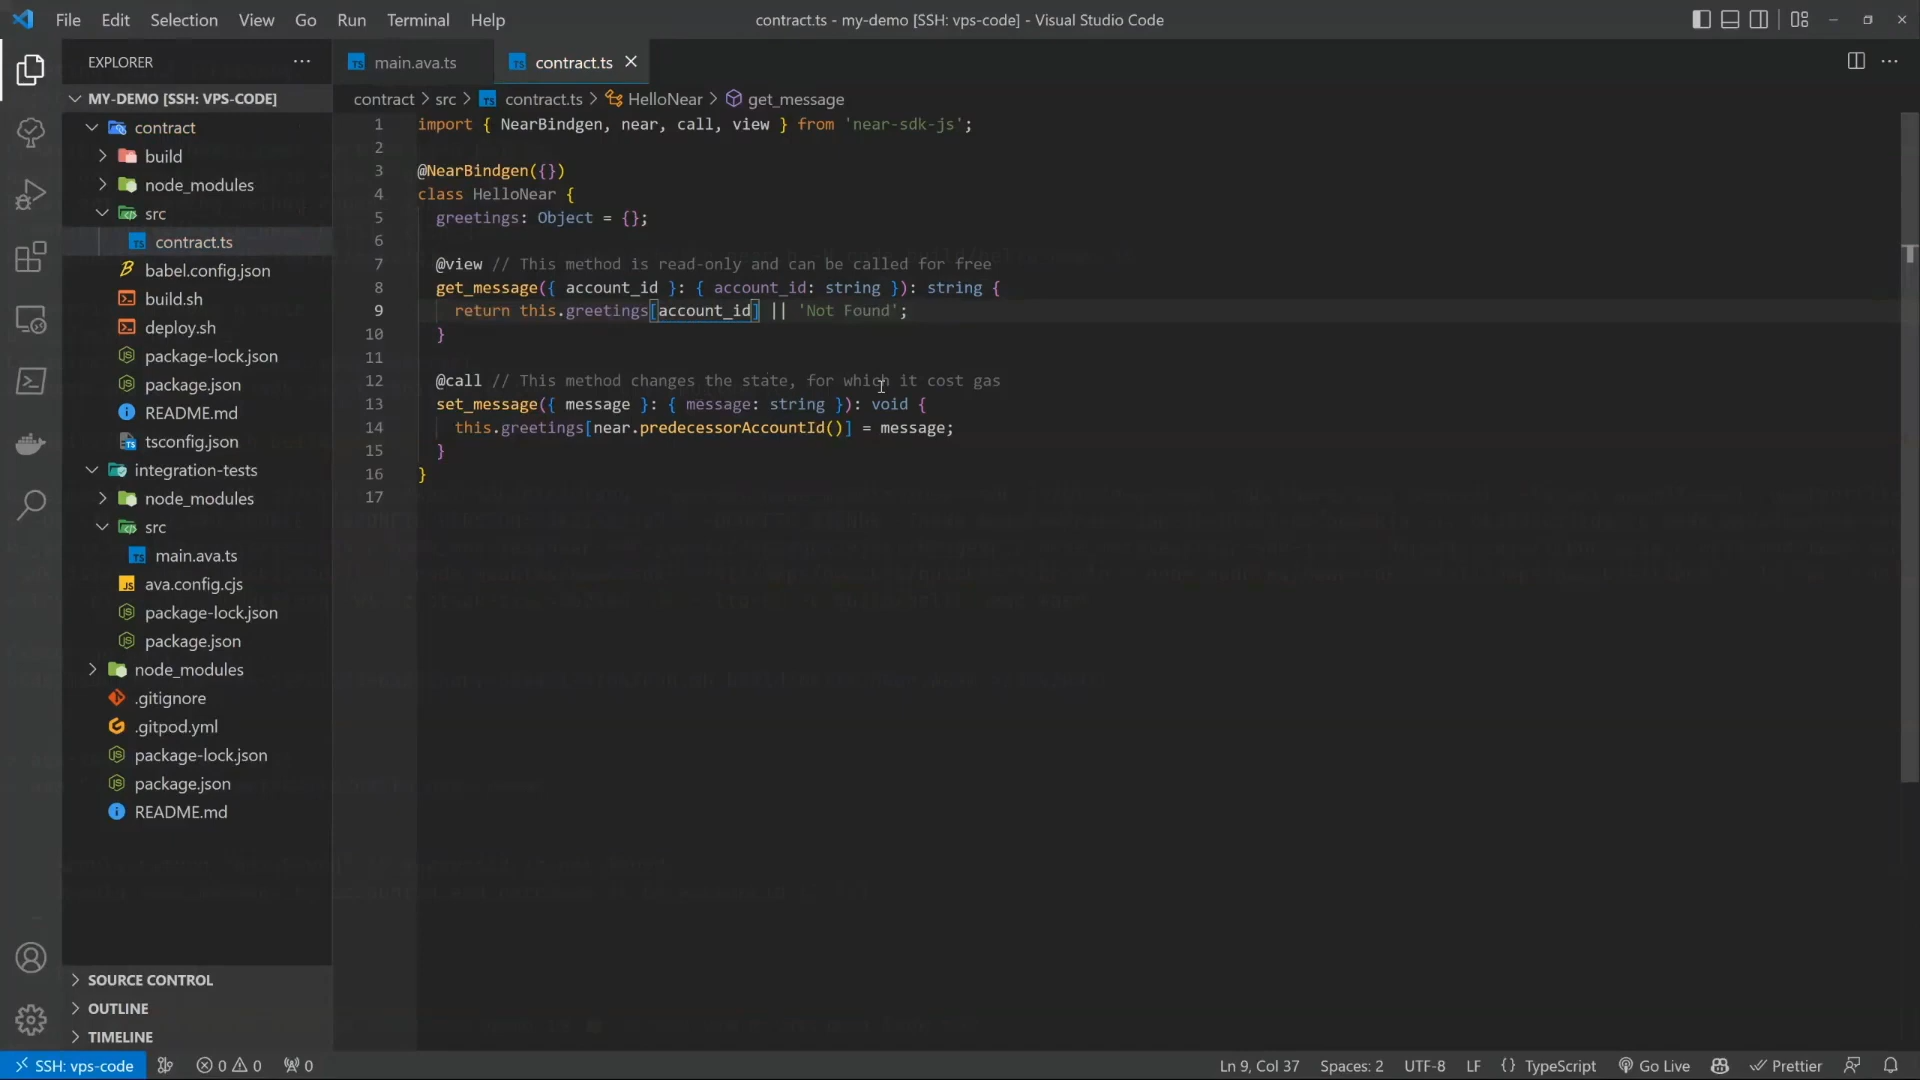 File Edit Selection View Go Run Terminal Help
contract.ts - my-demo [SSH: vps-code] - Visual Studio Code
EXPLORER
MY-DEMO [SSH: VPS-CODE]
contract
build
node_modules
src
contract.ts
babel.config.json
build.sh
deploy.sh
package-lock.json
package.json
README.md
tsconfig.json
integration-tests
node_modules
src
main.ava.ts
ava.config.cjs
package-lock.json
package.json
node_modules
.gitignore
.gitpod.yml
package-lock.json
package.json
README.md
SOURCE CONTROL
OUTLINE
TIMELINE
main.ava.ts
contract.ts
contract > src > contract.ts > HelloNear > get_message
1 import { NearBindgen, near, call, view } from 'near-sdk-js';
2
3 @NearBindgen({})
4 class HelloNear {
5 greetings: Object = {};
6
7 @view // This method is read-only and can be called for free
8 get_message({ account_id }: { account_id: string }): string {
9 return this.greetings[account_id] || 'Not Found';
10 }
11
12 @call // This method changes the state, for which it cost gas
13 set_message({ message }: { message: string }): void {
14 this.greetings[near.predecessorAccountId()] = message;
15 }
16 }
17
SSH: vps-code
0 0
0
Ln 9, Col 37
Spaces: 2
UTF-8
LF
{} TypeScript
Go Live
Prettier